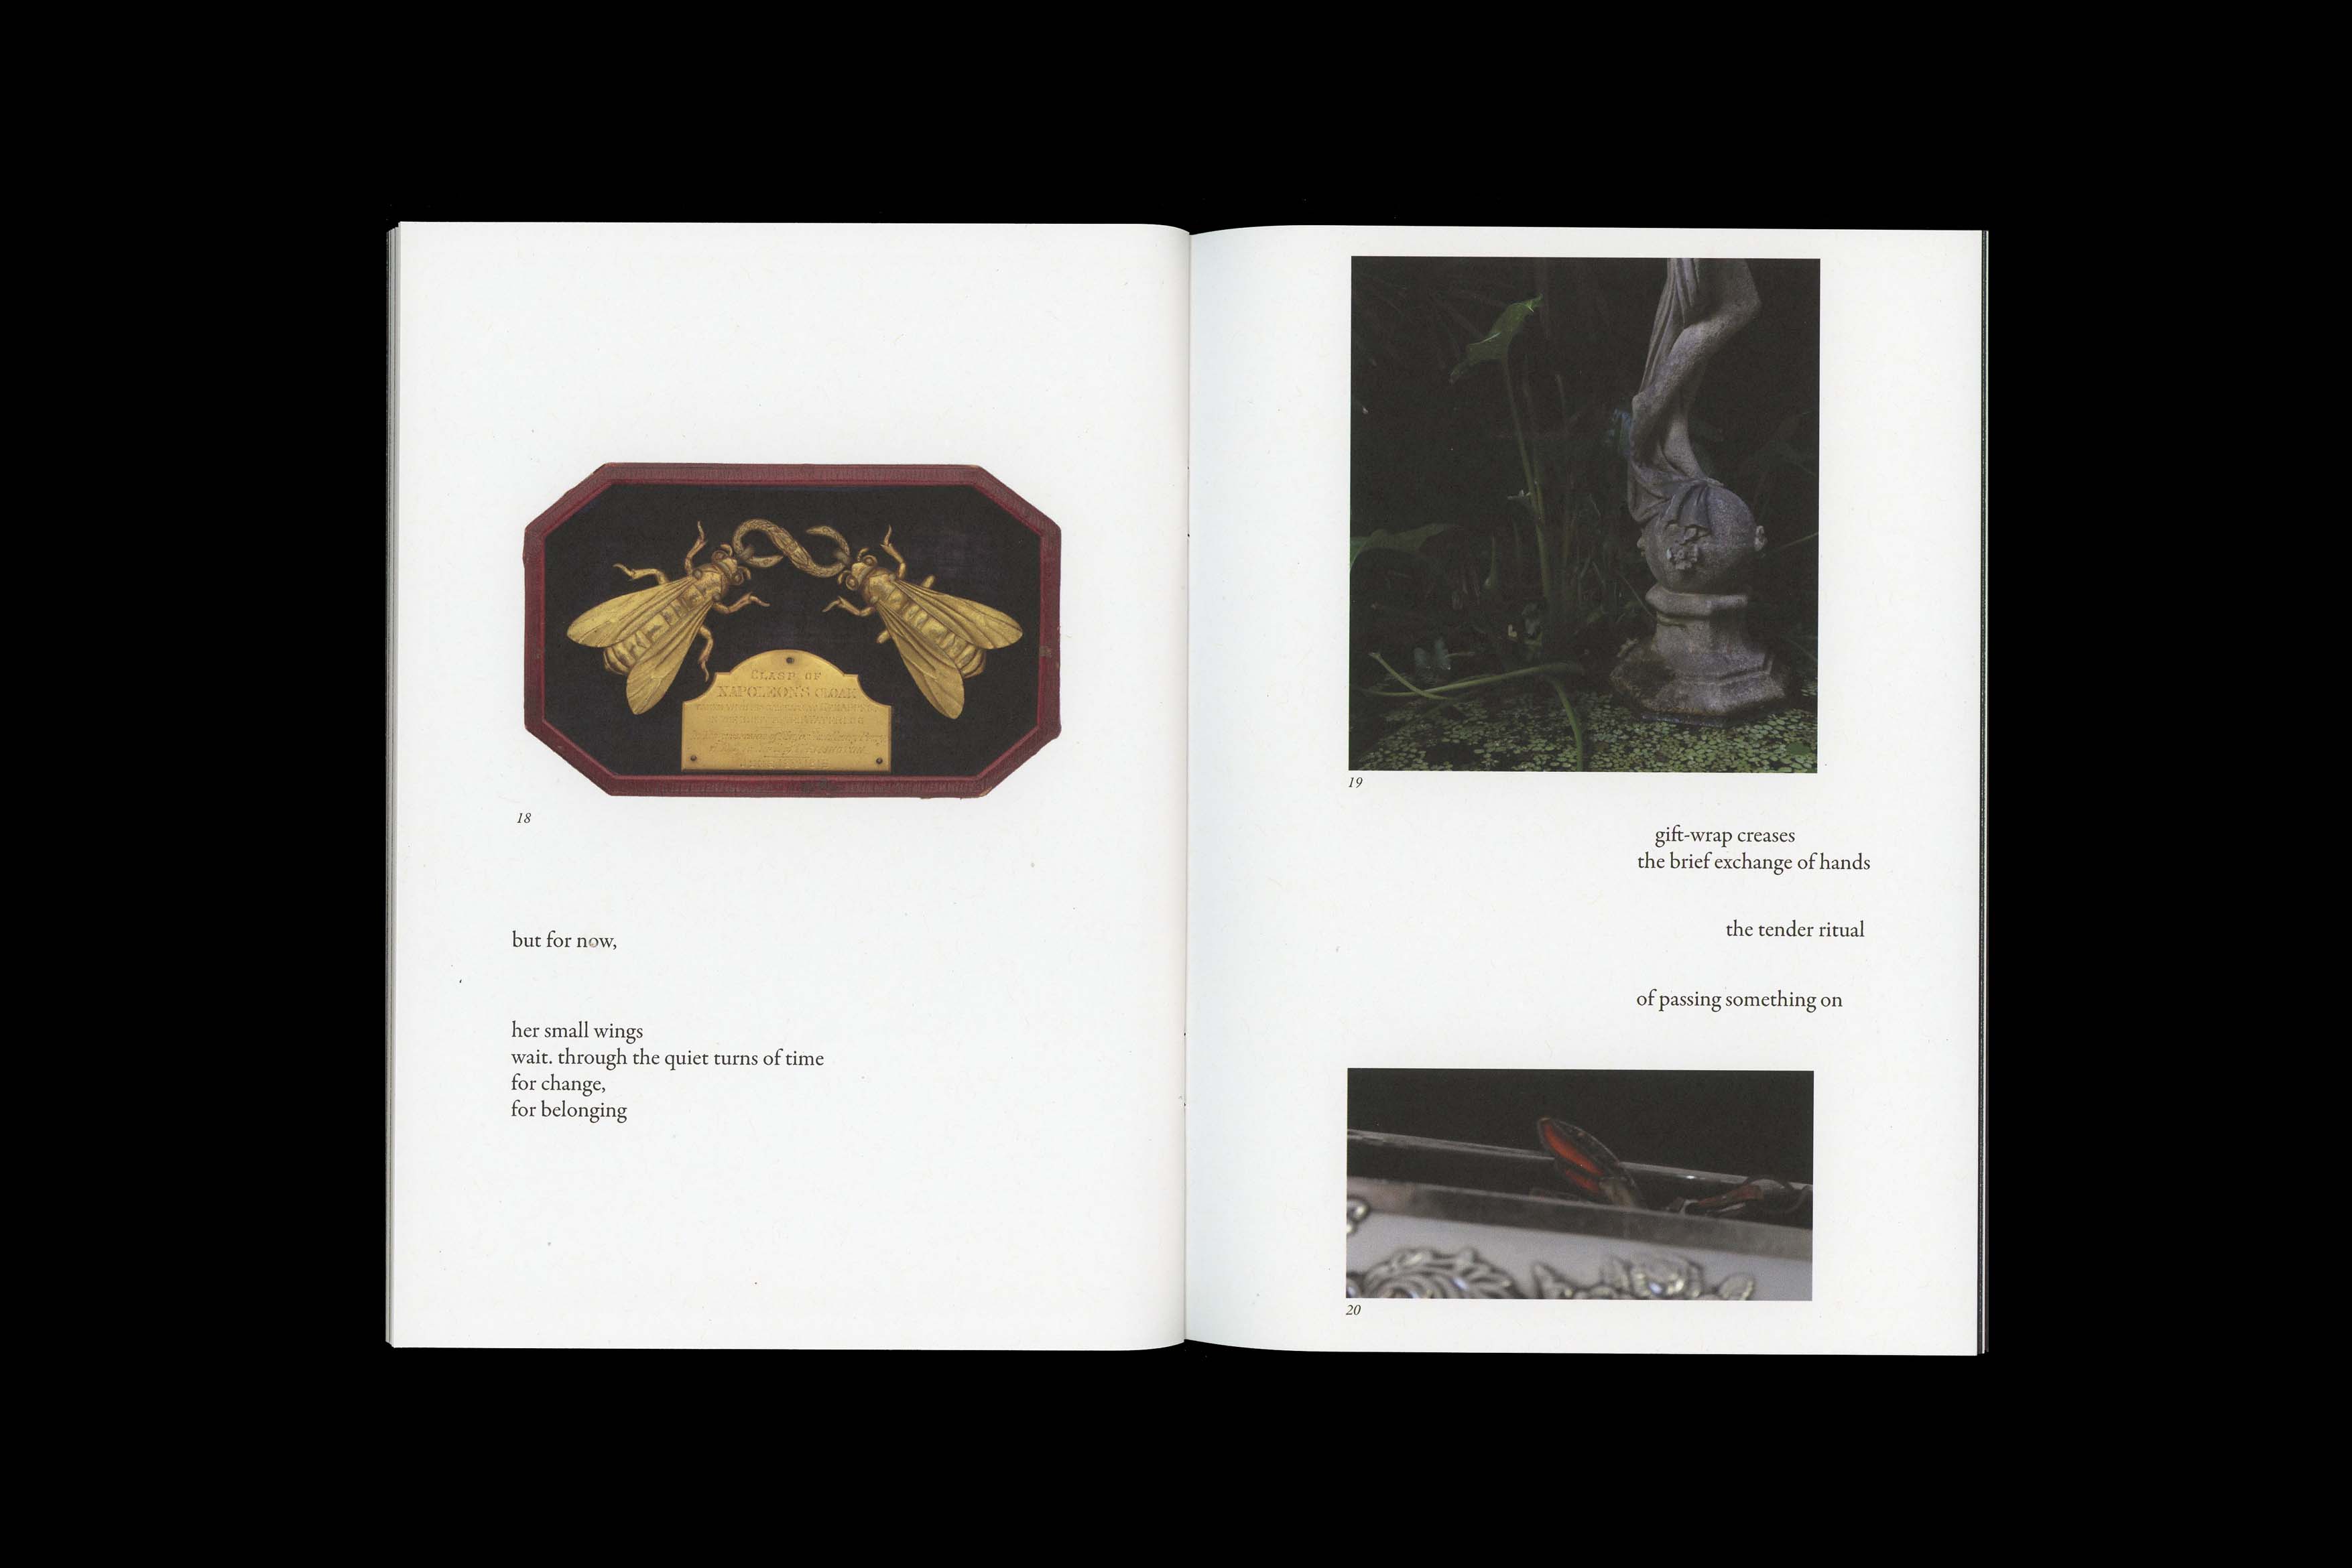 CLASP OF
NAPOLEON'S CLOAK
18
but for now,
her small wings
wait. through the quiet turns of time
for change,
for belonging
19
gift-wrap creases
the brief exchange of hands
the tender ritual
of passing something on
20